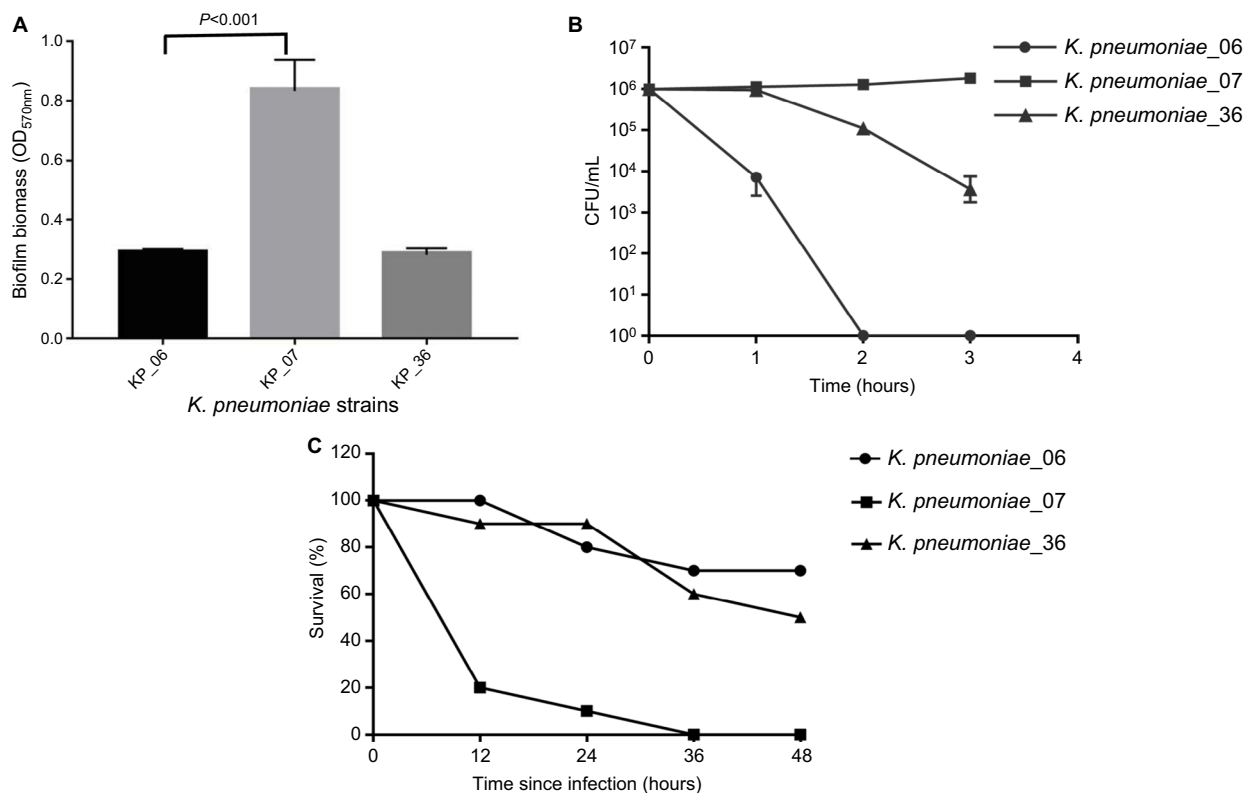 A
P<0.001
Biofilm biomass (OD570nm)
1.0
0.8
0.6
0.4
0.2
0.0
KP_06
KP_07
KP_36
K. pneumoniae strains
B
CFU/mL
10⁷
10⁶
10⁵
10⁴
10³
10²
10¹
10⁰
0 1 2 3 4
Time (hours)
K. pneumoniae_06
K. pneumoniae_07
K. pneumoniae_36
C
Survival (%)
120
100
80
60
40
20
0
0 12 24 36 48
Time since infection (hours)
K. pneumoniae_06
K. pneumoniae_07
K. pneumoniae_36